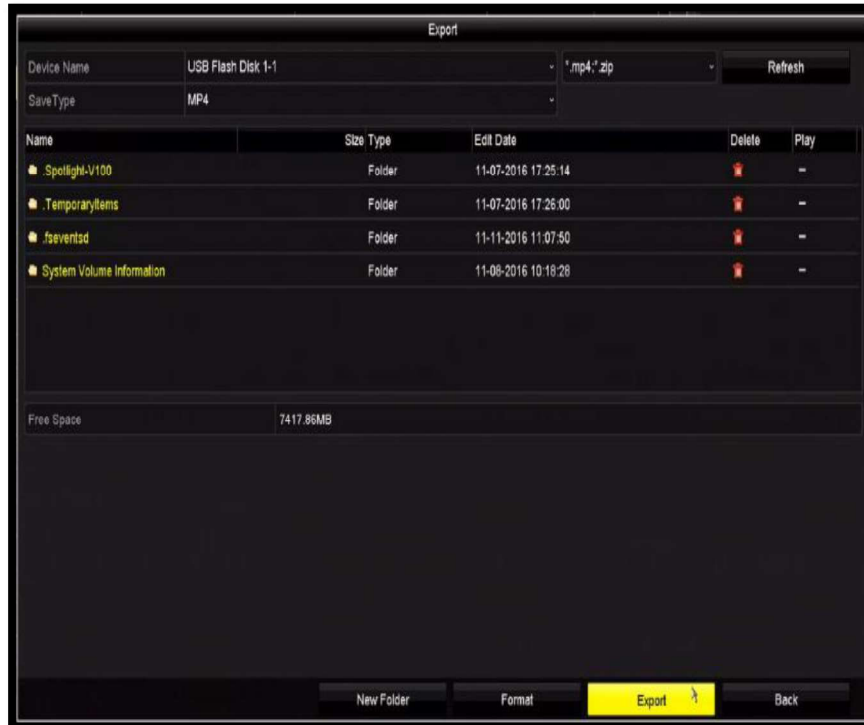 Export
Device Name USB Flash Disk 1-1 *.mp4;*.zip Refresh
SaveType MP4
Name Size Type Edit Date Delete Play
.Spotlight-V100 Folder 11-07-2016 17:25:14 –
.TemporaryItems Folder 11-07-2016 17:26:00 –
.fseventsd Folder 11-11-2016 11:07:50 –
System Volume Information Folder 11-08-2016 10:18:28 –
Free Space 7417.86MB
New Folder Format Export Back